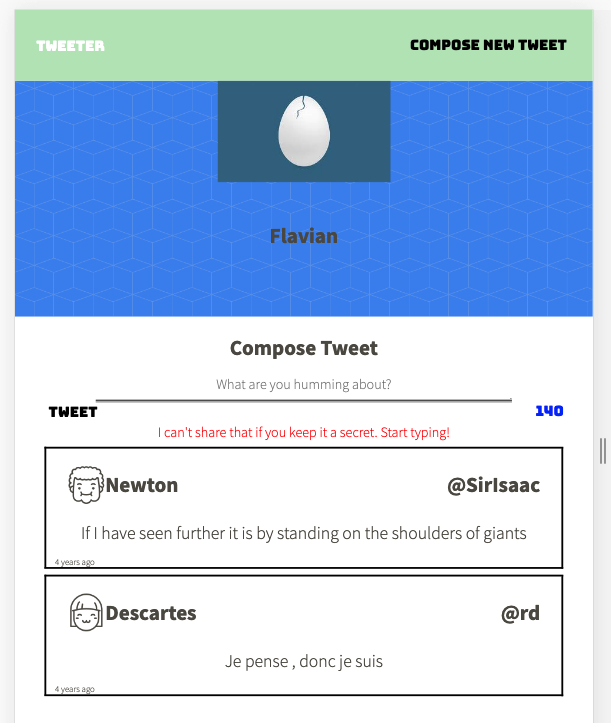 TWEETER
COMPOSE NEW TWEET
Flavian
Compose Tweet
What are you humming about?
TWEET
140
I can't share that if you keep it a secret. Start typing!
Newton
@SirIsaac
If I have seen further it is by standing on the shoulders of giants
4 years ago
Descartes
@rd
Je pense , donc je suis
4 years ago